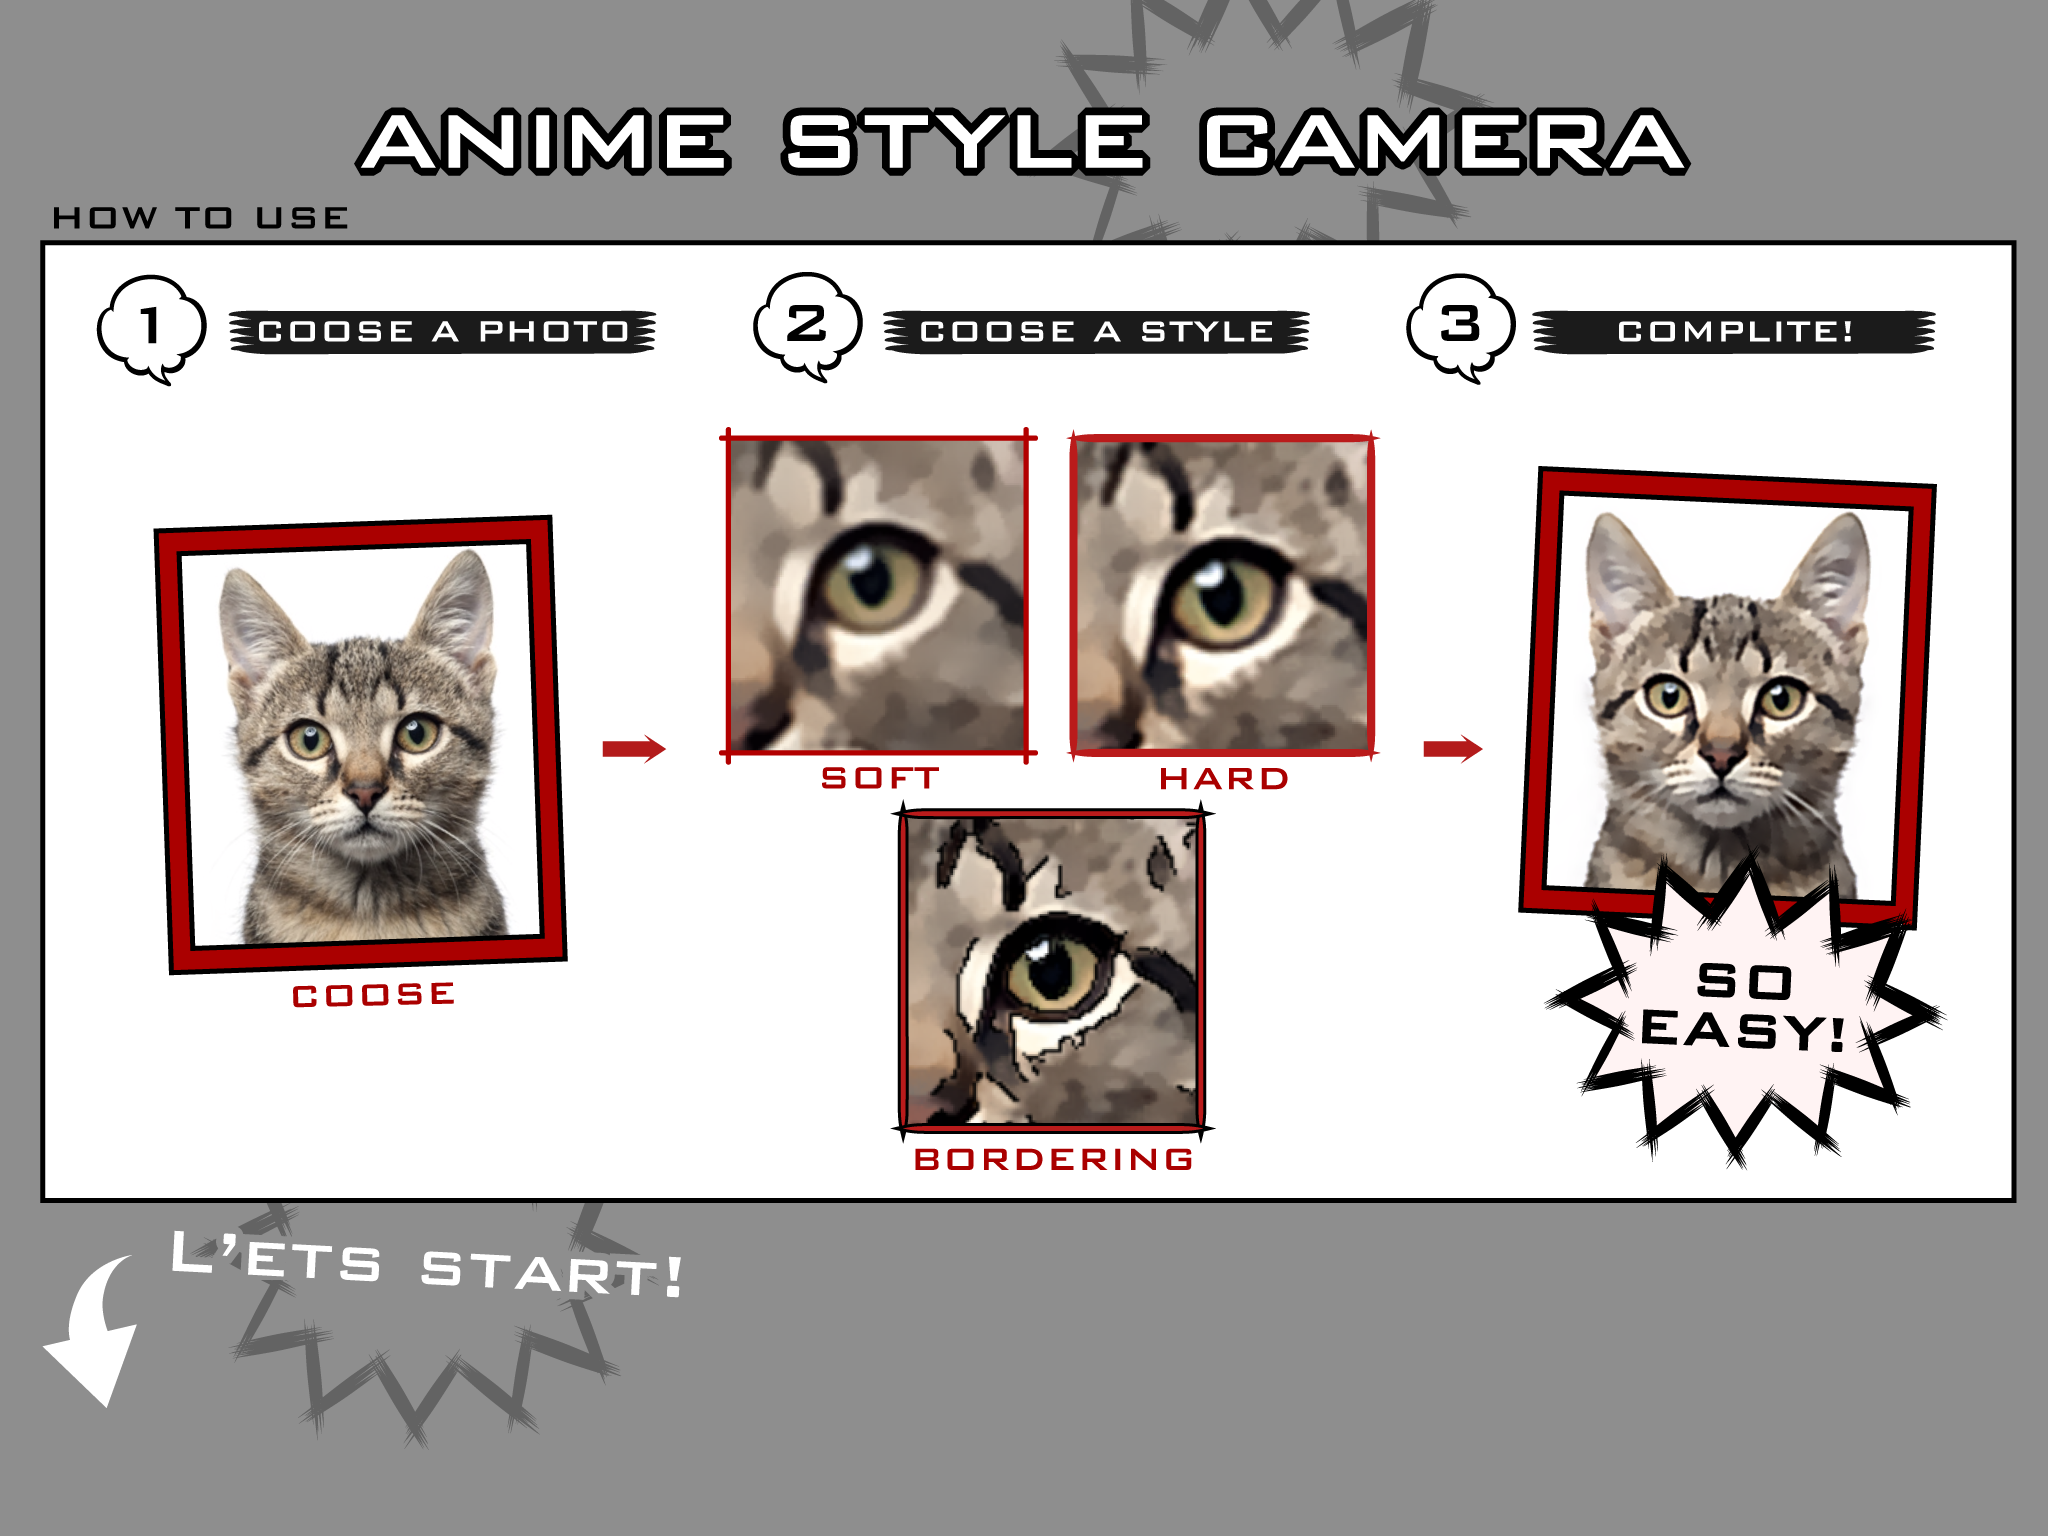 ANIME STYLE CAMERA
HOW TO USE
1 COOSE A PHOTO
2 COOSE A STYLE
3 COMPLITE!
COOSE
SOFT
HARD
BORDERING
SO
EASY!
L'ETS START!